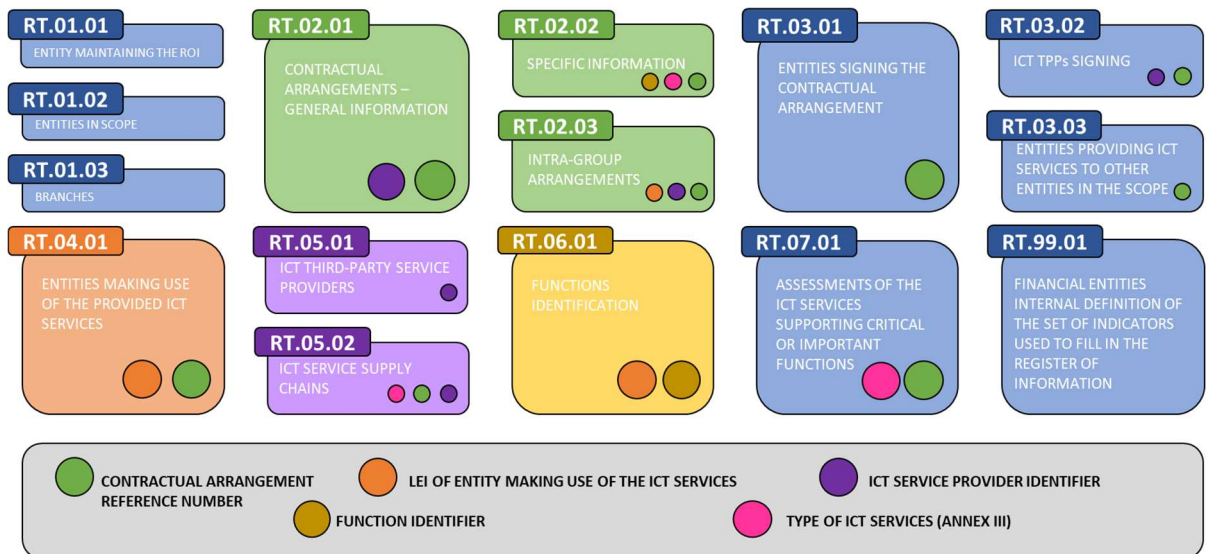 RT.01.01
ENTITY MAINTAINING THE ROI
RT.01.02
ENTITIES IN SCOPE
RT.01.03
BRANCHES
RT.02.01
CONTRACTUAL
ARRANGEMENTS –
GENERAL INFORMATION
RT.02.02
SPECIFIC INFORMATION
RT.02.03
INTRA-GROUP
ARRANGEMENTS
RT.03.01
ENTITIES SIGNING THE
CONTRACTUAL
ARRANGEMENT
RT.03.02
ICT TPPs SIGNING
RT.03.03
ENTITIES PROVIDING ICT
SERVICES TO OTHER
ENTITIES IN THE SCOPE
RT.04.01
ENTITIES MAKING USE
OF THE PROVIDED ICT
SERVICES
RT.05.01
ICT THIRD-PARTY SERVICE
PROVIDERS
RT.05.02
ICT SERVICE SUPPLY
CHAINS
RT.06.01
FUNCTIONS
IDENTIFICATION
RT.07.01
ASSESSMENTS OF THE
ICT SERVICES
SUPPORTING CRITICAL
OR IMPORTANT
FUNCTIONS
RT.99.01
FINANCIAL ENTITIES
INTERNAL DEFINITION OF
THE SET OF INDICATORS
USED TO FILL IN THE
REGISTER OF
INFORMATION
CONTRACTUAL ARRANGEMENT
REFERENCE NUMBER
LEI OF ENTITY MAKING USE OF THE ICT SERVICES
ICT SERVICE PROVIDER IDENTIFIER
FUNCTION IDENTIFIER
TYPE OF ICT SERVICES (ANNEX III)